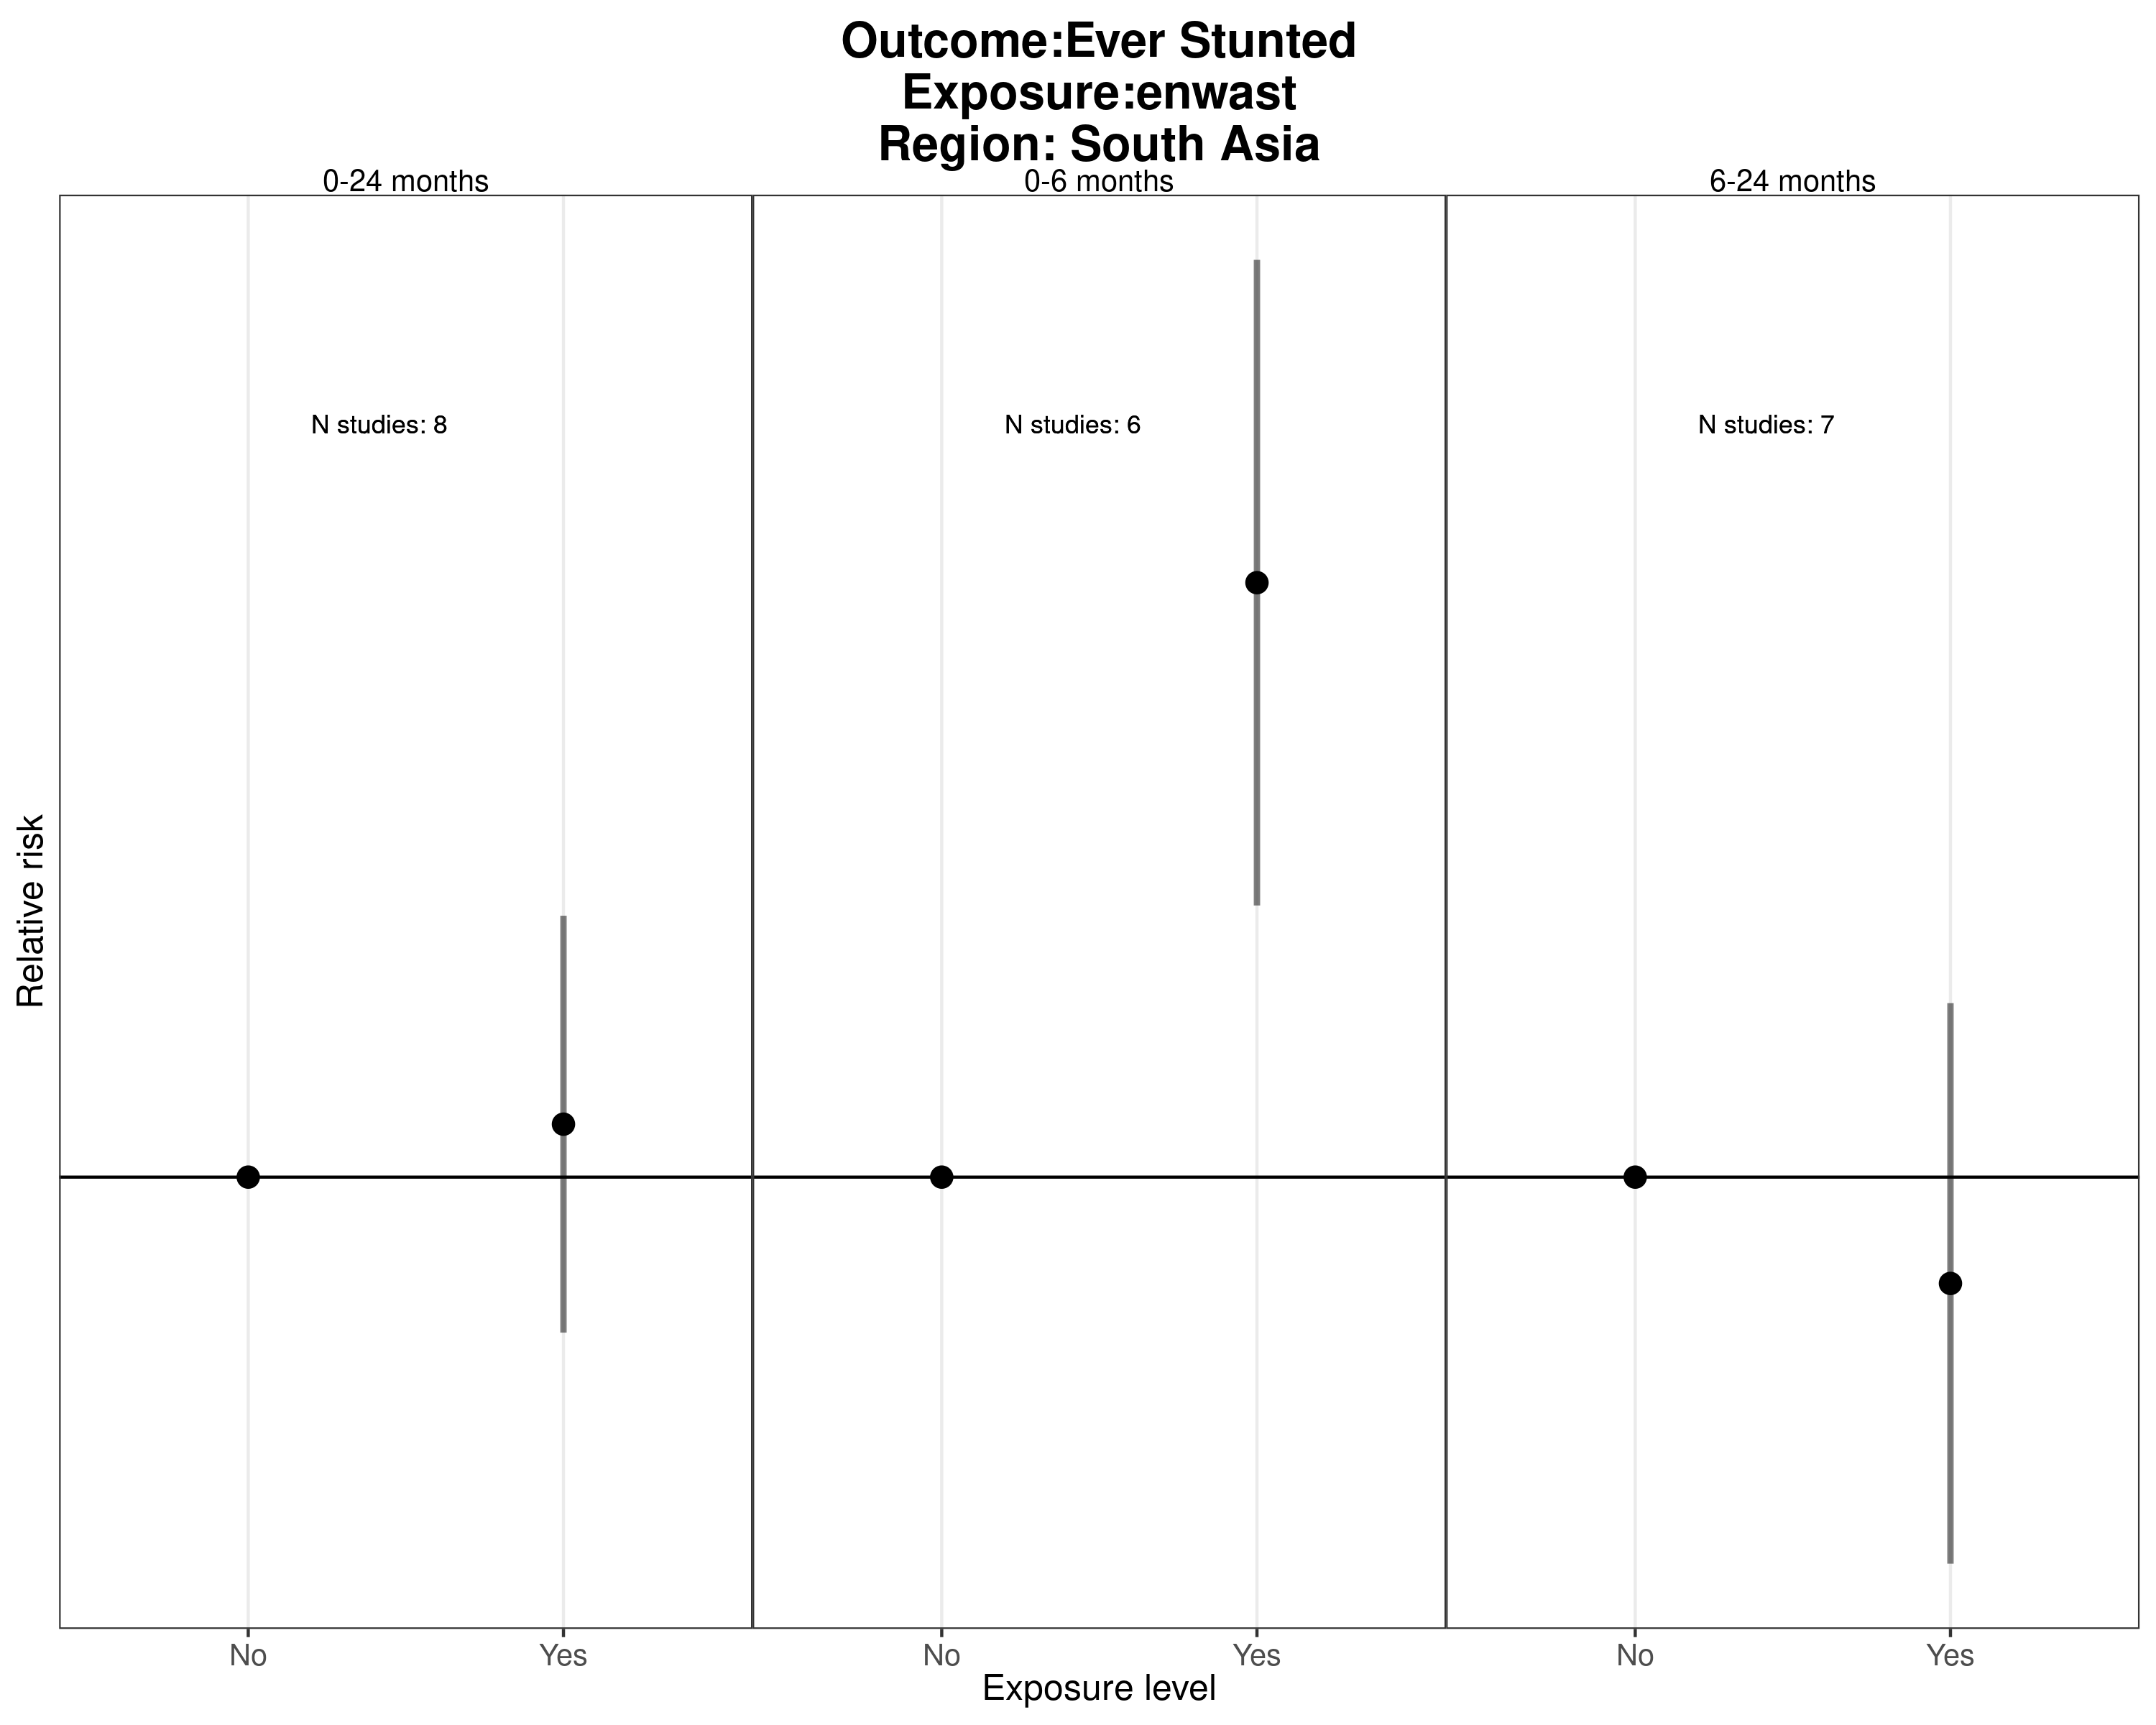 Outcome:Ever Stunted
Exposure:enwast
Region: South Asia
0-24 months
0-6 months
6-24 months
N studies: 8
N studies: 6
N studies: 7
Relative risk
No
Yes
No
Yes
No
Yes
Exposure level